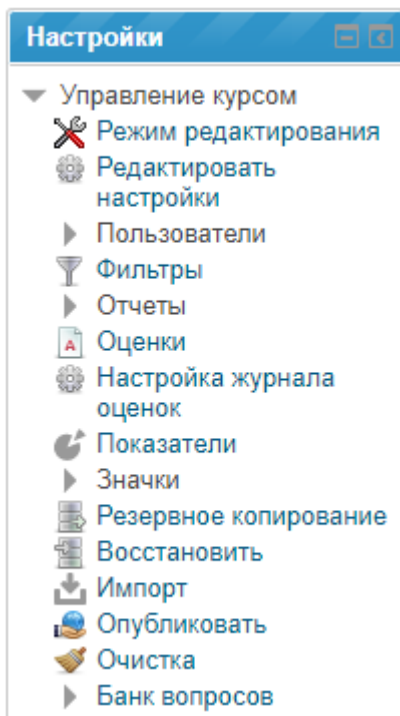 Настройки
Управление курсом
Режим редактирования
Редактировать
настройки
Пользователи
Фильтры
Отчеты
A Оценки
Настройка журнала
оценок
Показатели
Значки
Резервное копирование
Восстановить
Импорт
Опубликовать
Очистка
Банк вопросов